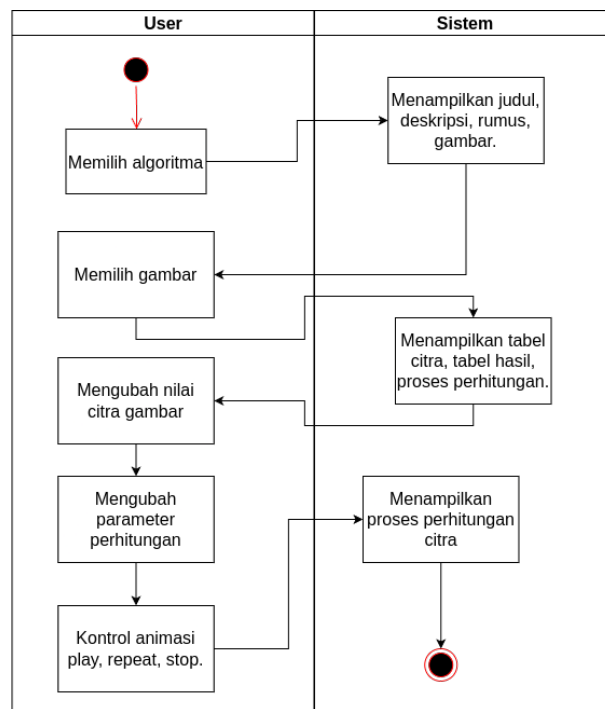 User
Sistem
Memilih algoritma
Menampilkan judul,
deskripsi, rumus,
gambar.
Memilih gambar
Menampilkan tabel
citra, tabel hasil,
proses perhitungan.
Mengubah nilai
citra gambar
Mengubah
parameter
perhitungan
Menampilkan
proses perhitungan
citra
Kontrol animasi
play, repeat, stop.